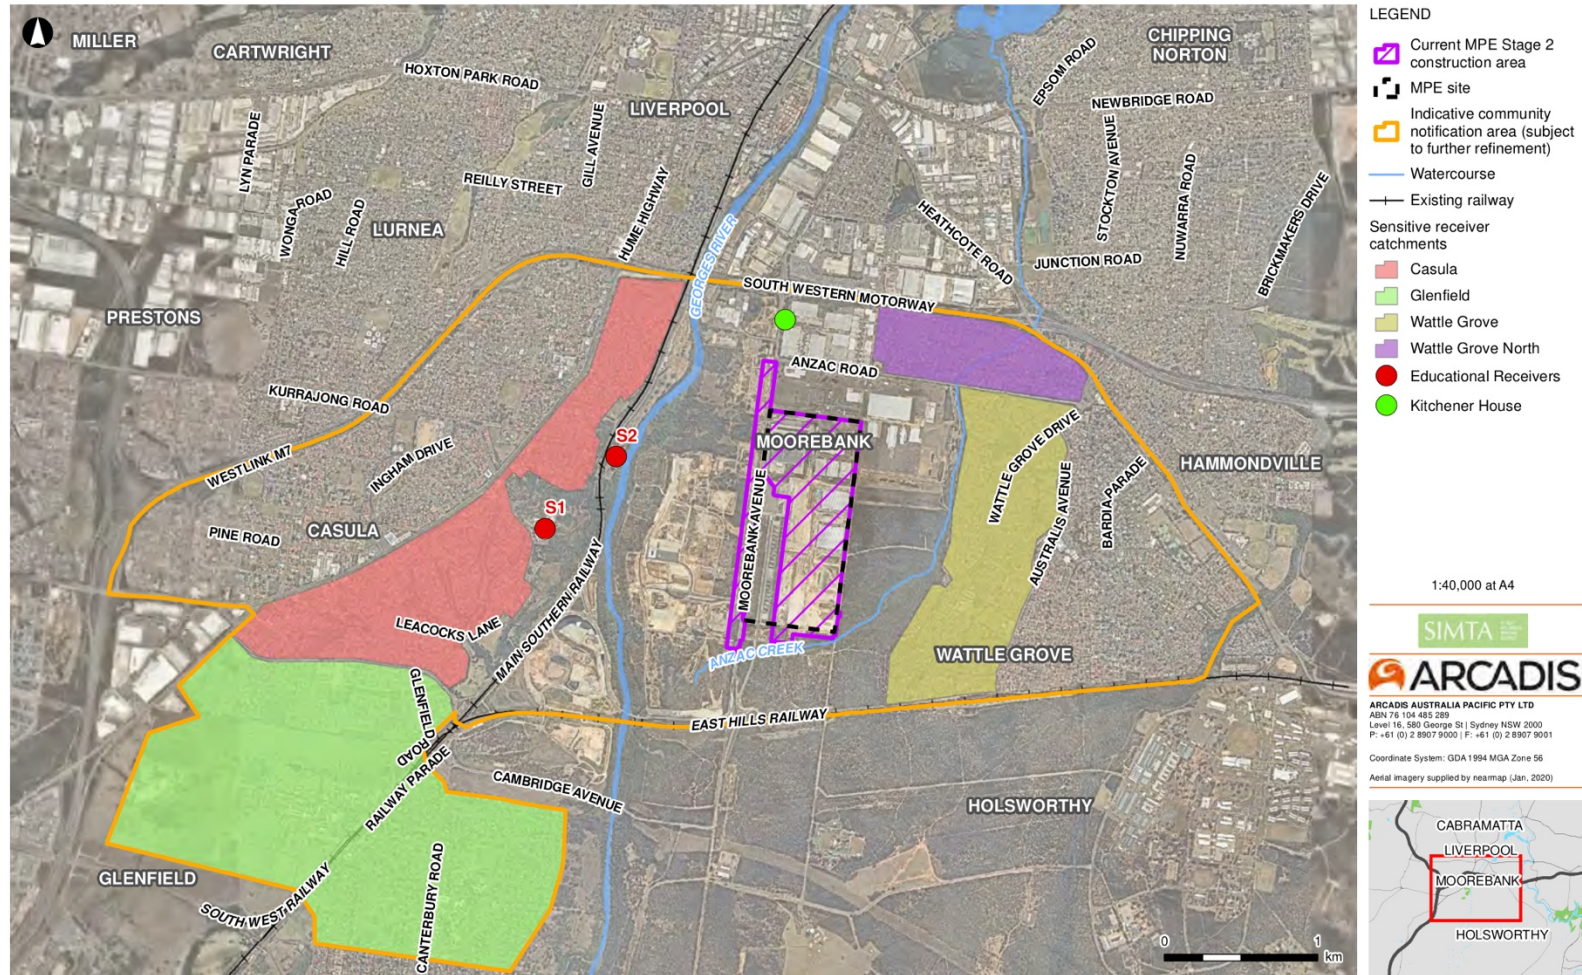 MILLER
CARTWRIGHT
HOXTON PARK ROAD
LIVERPOOL
CHIPPING
NORTON
EPSOM ROAD
NEWBRIDGE ROAD
LYN PARADE
GILL AVENUE
REILLY STREET
STOCKTON AVENUE
NUWARRA ROAD
BRICKMAKERS DRIVE
WONGA ROAD
HILL ROAD
LURNEA
HUME HIGHWAY
GEORGES RIVER
HEATHCOTE ROAD
JUNCTION ROAD
SOUTH WESTERN MOTORWAY
PRESTONS
ANZAC ROAD
KURRAJONG ROAD
WESTLINK M7
INGHAM DRIVE
S2
MOOREBANK
WATTLE GROVE DRIVE
HAMMONDVILLE
S1
PINE ROAD
CASULA
MOOREBANK AVENUE
AUSTRALIS AVENUE
BARDIA PARADE
LEACOCKS LANE
MAIN SOUTHERN RAILWAY
ANZAC CREEK
WATTLE GROVE
GLENFIELD ROAD
EAST HILLS RAILWAY
RAILWAY PARADE
CAMBRIDGE AVENUE
HOLSWORTHY
GLENFIELD
SOUTH WEST RAILWAY
CANTERBURY ROAD
0
1
km
LEGEND
Current MPE Stage 2
construction area
MPE site
Indicative community
notification area (subject
to further refinement)
Watercourse
Existing railway
Sensitive receiver
catchments
Casula
Glenfield
Wattle Grove
Wattle Grove North
Educational Receivers
Kitchener House
1:40,000 at A4
SIMTA
ARCADIS
ARCADIS AUSTRALIA PACIFIC PTY LTD
ABN 76 104 485 289
Level 16, 580 George St | Sydney NSW 2000
P: +61 (0) 2 8907 9000 | F: +61 (0) 2 8907 9001
Coordinate System: GDA 1994 MGA Zone 56
Aerial imagery supplied by nearmap (Jan, 2020)
CABRAMATTA
LIVERPOOL
MOOREBANK
HOLSWORTHY